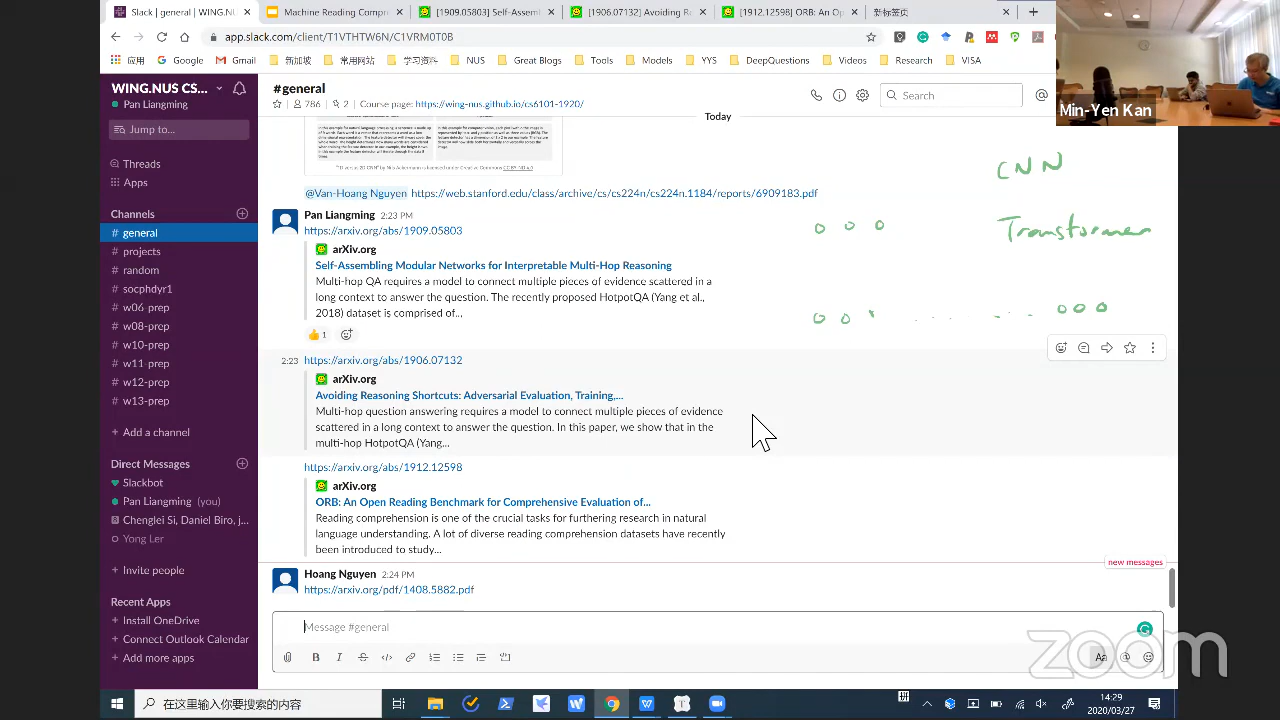 Machine Reading
[1909.05803] Self-Assemb
[1906.07132] Avoiding Re
[1912.12598] ORB: An Op
新标签页
app.slack.com/client/T1VTHTW6N/C1VRM0T0B
应用
Google
Gmail
新加坡
常用网站
学习资料
NUS
Blogs
Tools
Models
YYS
DeepQuestions
Videos
Research
WING.NUS CS...
Pan Liangming
Jump to...
Threads
Apps
Channels
# general
# projects
# random
# socphdyr1
# w06-prep
# w08-prep
# w10-prep
# w11-prep
# w12-prep
# w13-prep
+ Add a channel
Direct Messages
Slackbot
Pan Liangming (you)
Chenglei Si, Daniel Biro, j...
Yong Ler
+ Invite people
Recent Apps
+ Install OneDrive
+ Connect Outlook Calendar
+ Add more apps
#general
786
2
Course page: https://wing-nus.github.io/cs6101-1920/
Search
Today
@Van-Hoang Nguyen https://web.stanford.edu/class/archive/cs/cs224n/cs224n.1184/reports/6909183.pdf
Pan Liangming 2:23 PM
https://arxiv.org/abs/1909.05803
arXiv.org
Self-Assembling Modular Networks for Interpretable Multi-Hop Reasoning
Multi-hop QA requires a model to connect multiple pieces of evidence scattered in a
long context to answer the question. The recently proposed HotpotQA (Yang et al.,
2018) dataset is comprised of...
1
2:23 https://arxiv.org/abs/1906.07132
arXiv.org
Avoiding Reasoning Shortcuts: Adversarial Evaluation, Training,...
Multi-hop question answering requires a model to connect multiple pieces of evidence
scattered in a long context to answer the question. In this paper, we show that in the
multi-hop HotpotQA (Yang...
https://arxiv.org/abs/1912.12598
arXiv.org
ORB: An Open Reading Benchmark for Comprehensive Evaluation of...
Reading comprehension is one of the crucial tasks for furthering research in natural
language understanding. A lot of diverse reading comprehension datasets have recently
been introduced to study...
new messages
Hoang Nguyen 2:24 PM
https://arxiv.org/pdf/1408.5882.pdf
Message #general
CNN
Transformer
Min-Yen Kan
zoom
在这里输入你要搜索的内容
14:29
2020/03/27